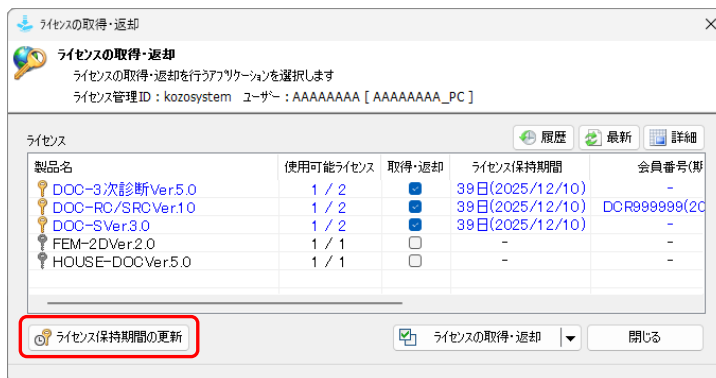 ライセンスの取得・返却
ライセンスの取得・返却
ライセンスの取得・返却を行うアプリケーションを選択します
ライセンス管理ID：kozosystem ユーザー：AAAAAAAA [ AAAAAAAA_PC ]
ライセンス 履歴 最新 詳細
製品名 使用可能ライセンス 取得・返却 ライセンス保持期間 会員番号(期
DOC-3次診断Ver.5.0 1 / 2 39日(2025/12/10) -
DOC-RC/SRCVer.10 1 / 2 39日(2025/12/10) DCR999999(20
DOC-SVer.3.0 1 / 2 39日(2025/12/10) -
FEM-2DVer.2.0 1 / 1 - -
HOUSE-DOCVer.5.0 1 / 1 - -
ライセンス保持期間の更新 ライセンスの取得・返却 閉じる